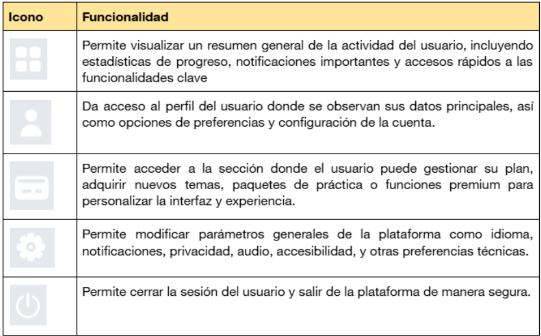 Icono Funcionalidad
Permite visualizar un resumen general de la actividad del usuario, incluyendo
estadísticas de progreso, notificaciones importantes y accesos rápidos a las
funcionalidades clave
Da acceso al perfil del usuario donde se observan sus datos principales, así
como opciones de preferencias y configuración de la cuenta.
Permite acceder a la sección donde el usuario puede gestionar su plan,
adquirir nuevos temas, paquetes de práctica o funciones premium para
personalizar la interfaz y experiencia.
Permite modificar parámetros generales de la plataforma como idioma,
notificaciones, privacidad, audio, accesibilidad, y otras preferencias técnicas.
Permite cerrar la sesión del usuario y salir de la plataforma de manera segura.